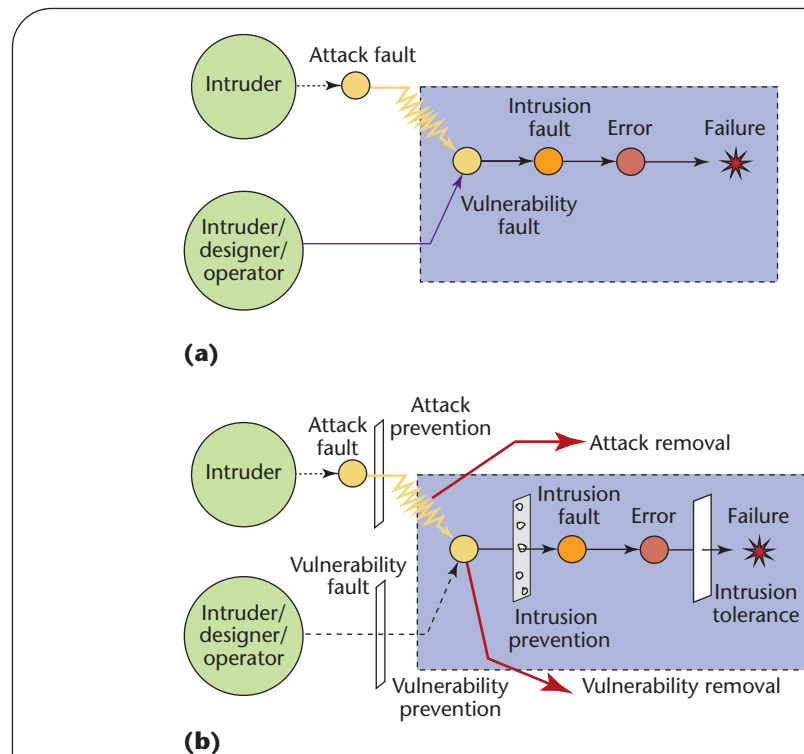 Attack fault
Intruder
Intrusion
fault
Error
Failure
Vulnerability
fault
Intruder/
designer/
operator
(a)
Attack
prevention
Attack
fault
Attack removal
Intruder
Intrusion
fault
Error
Failure
Vulnerability
fault
Intrusion
tolerance
Intruder/
designer/
operator
Intrusion
prevention
Vulnerability
prevention
Vulnerability removal
(b)